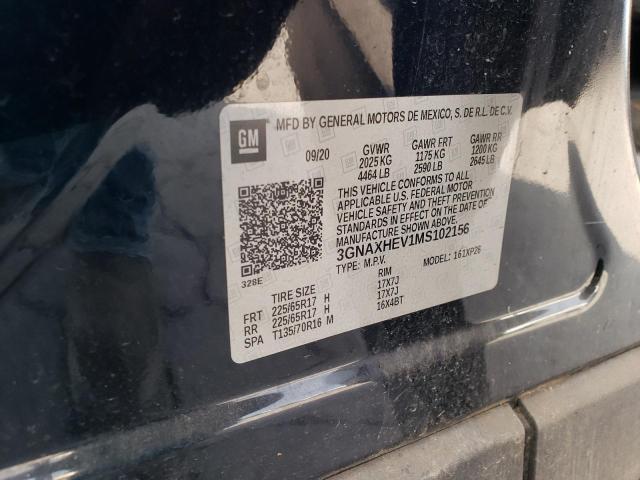 GM
MFD BY GENERAL MOTORS DE MEXICO, S. DE R.L. DE C.V.
09/20 GVWR GAWR FRT GAWR RR
2025 KG 1175 KG 1200 KG
4464 LB 2590 LB 2645 LB
THIS VEHICLE CONFORMS TO ALL
APPLICABLE U.S. FEDERAL MOTOR
VEHICLE SAFETY AND THEFT PREVENTION
STANDARDS IN EFFECT ON THE DATE OF
MANUFACTURE SHOWN ABOVE.
3GNAXHEV1MS102156
TYPE: M.P.V. MODEL: 161XP26
328E
TIRE SIZE RIM
FRT 225/65R17 H 17X7J
RR 225/65R17 H 17X7J
SPA T135/70R16 M 16X4BT